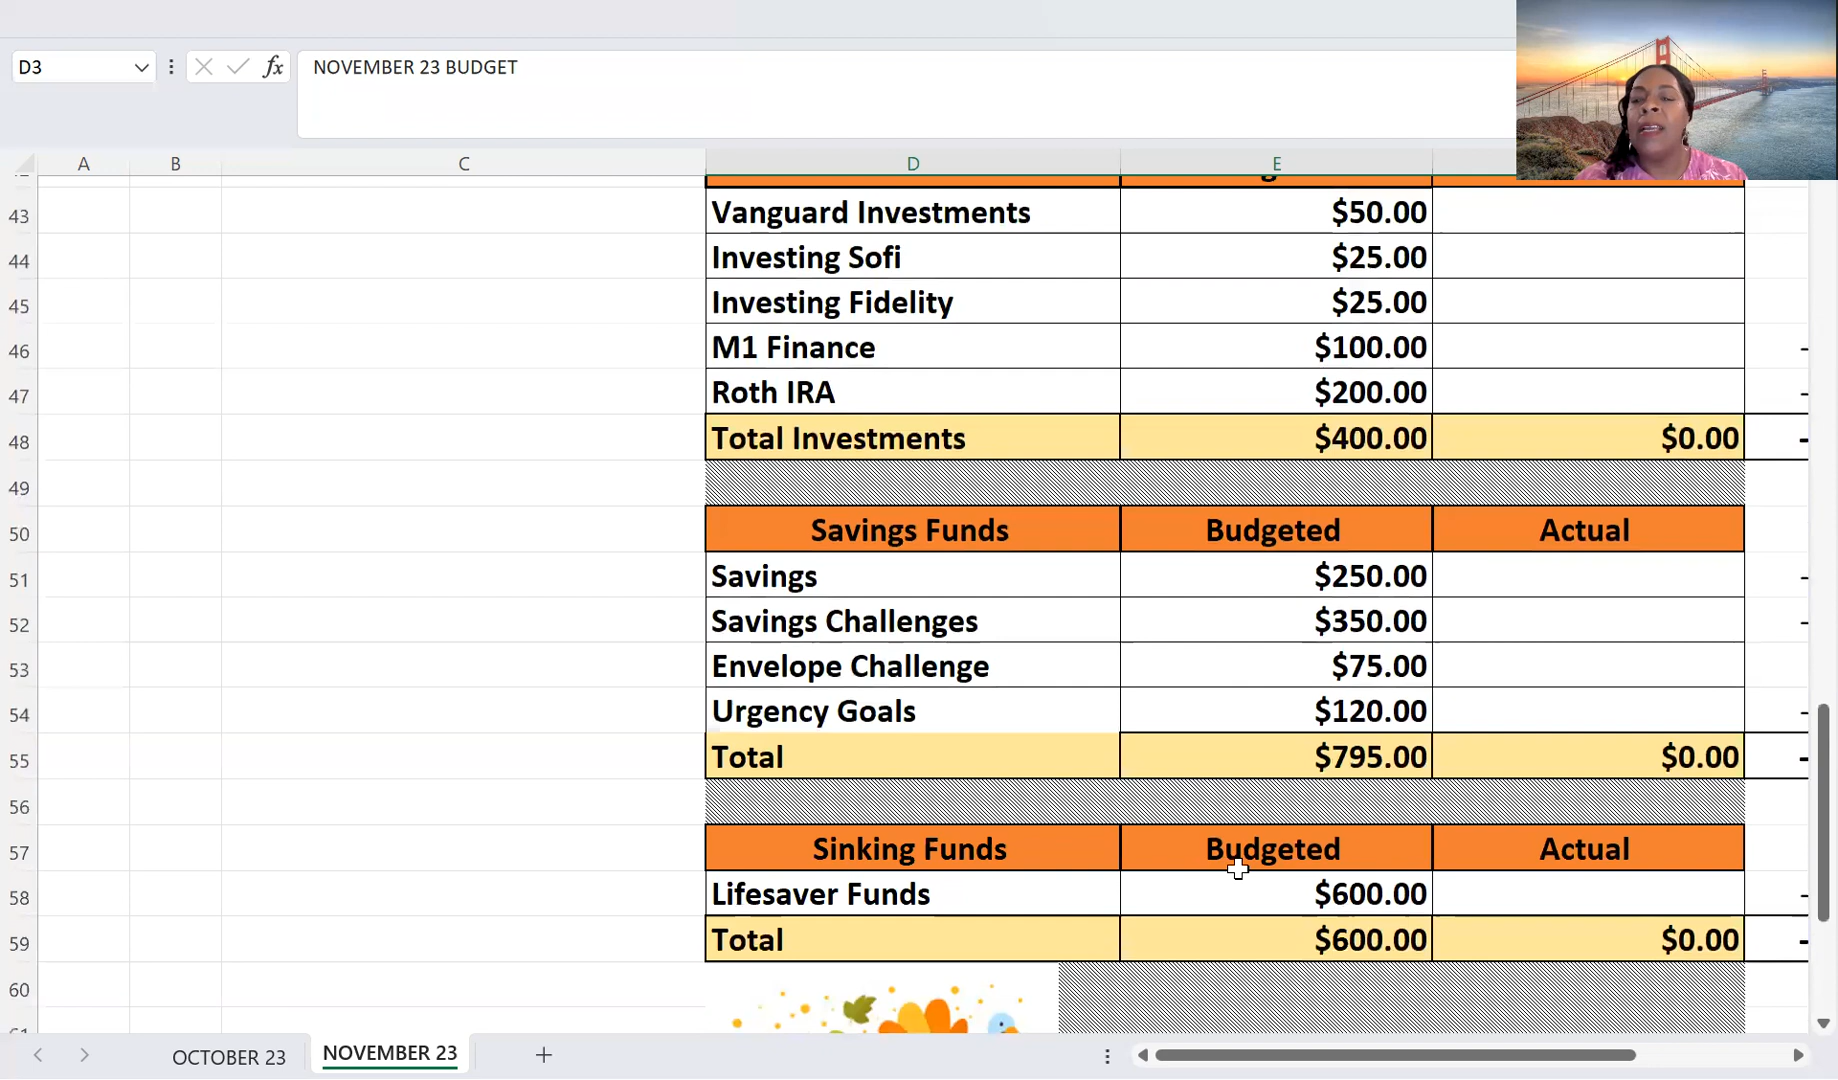 D3
fx NOVEMBER 23 BUDGET
A B C D E
43 Vanguard Investments $50.00
44 Investing Sofi $25.00
45 Investing Fidelity $25.00
46 M1 Finance $100.00 -
47 Roth IRA $200.00 -
48 Total Investments $400.00 $0.00 -
49
50 Savings Funds Budgeted Actual
51 Savings $250.00 -
52 Savings Challenges $350.00 -
53 Envelope Challenge $75.00
54 Urgency Goals $120.00 -
55 Total $795.00 $0.00 -
56
57 Sinking Funds Budgeted Actual
58 Lifesaver Funds $600.00 -
59 Total $600.00 $0.00 -
60
OCTOBER 23 NOVEMBER 23 +